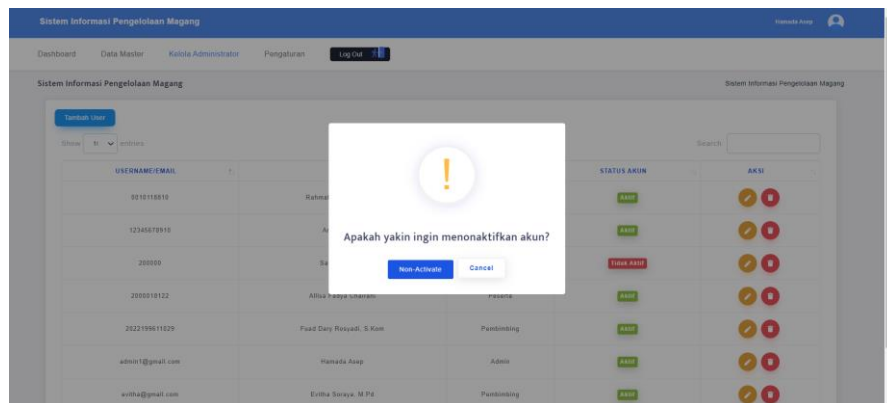 Sistem Informasi Pengelolaan Magang
Hamada Asep
Dashboard Data Master Kelola Administrator Pengaturan Log Out
Sistem Informasi Pengelolaan Magang
Sistem Informasi Pengelolaan Magang
Tambah User
Show entries
Search
USERNAME/EMAIL STATUS AKUN AKSI
0010118810 Aktif
12345678910 Aktif
Apakah yakin ingin menonaktifkan akun?
200000 Tidak Aktif
Non-Activate Cancel
2000010122 Peserta Aktif
2022199611029 Fuad Dary Rosyadi, S.Kom Pembimbing Aktif
admin1@gmail.com Hamada Asep Admin Aktif
evitha@gmail.com Evitha Soraya, M.Pd Pembimbing Aktif